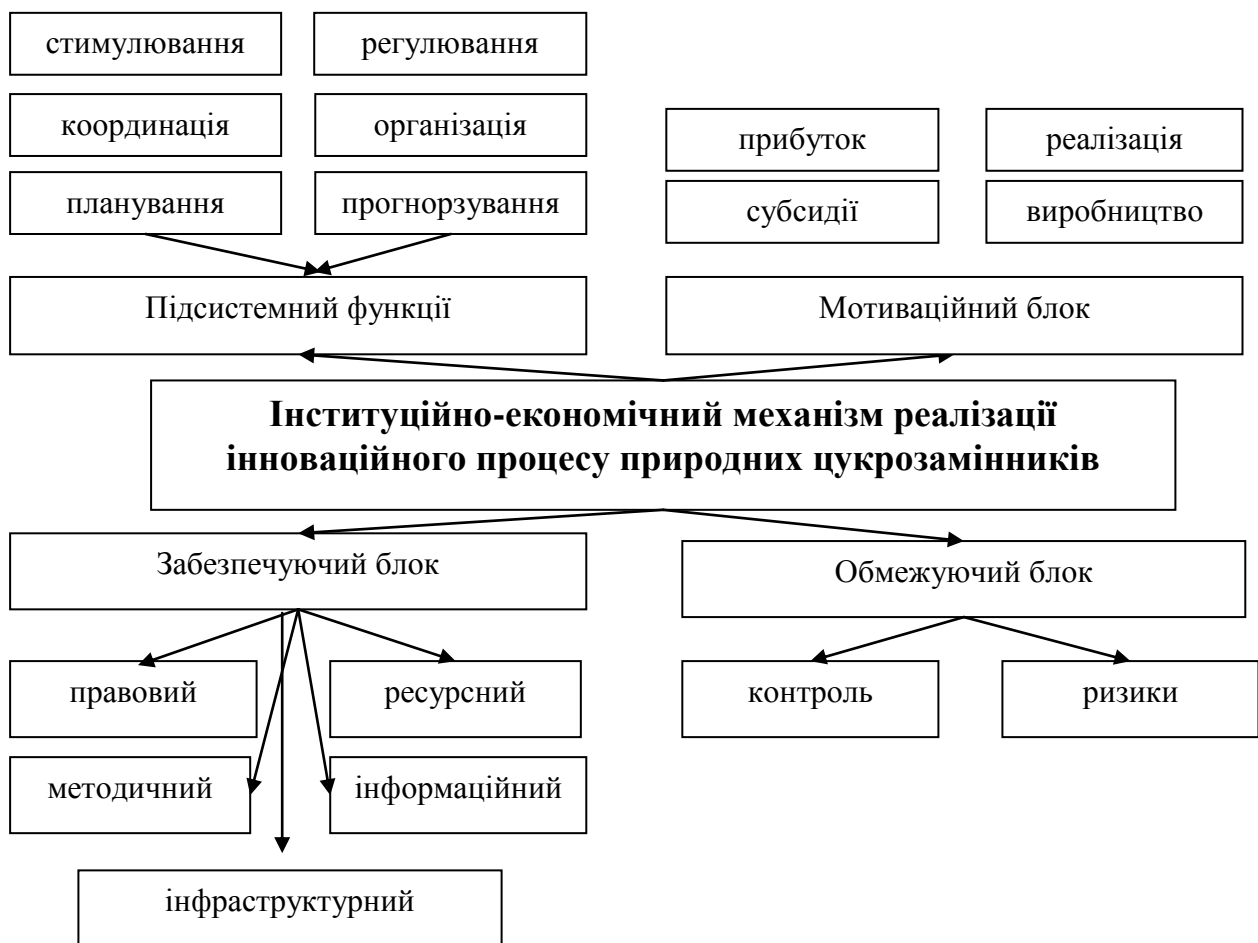 стимулювання
регулювання
координація
організація
планування
прогнорзування
прибуток
реалізація
субсидії
виробництво
Підсистемний функції
Мотиваційний блок
Інституційно-економічний механізм реалізації
інноваційного процесу природних цукрозамінників
Забезпечуючий блок
Обмежуючий блок
правовий
ресурсний
контроль
ризики
методичний
інформаційний
інфраструктурний